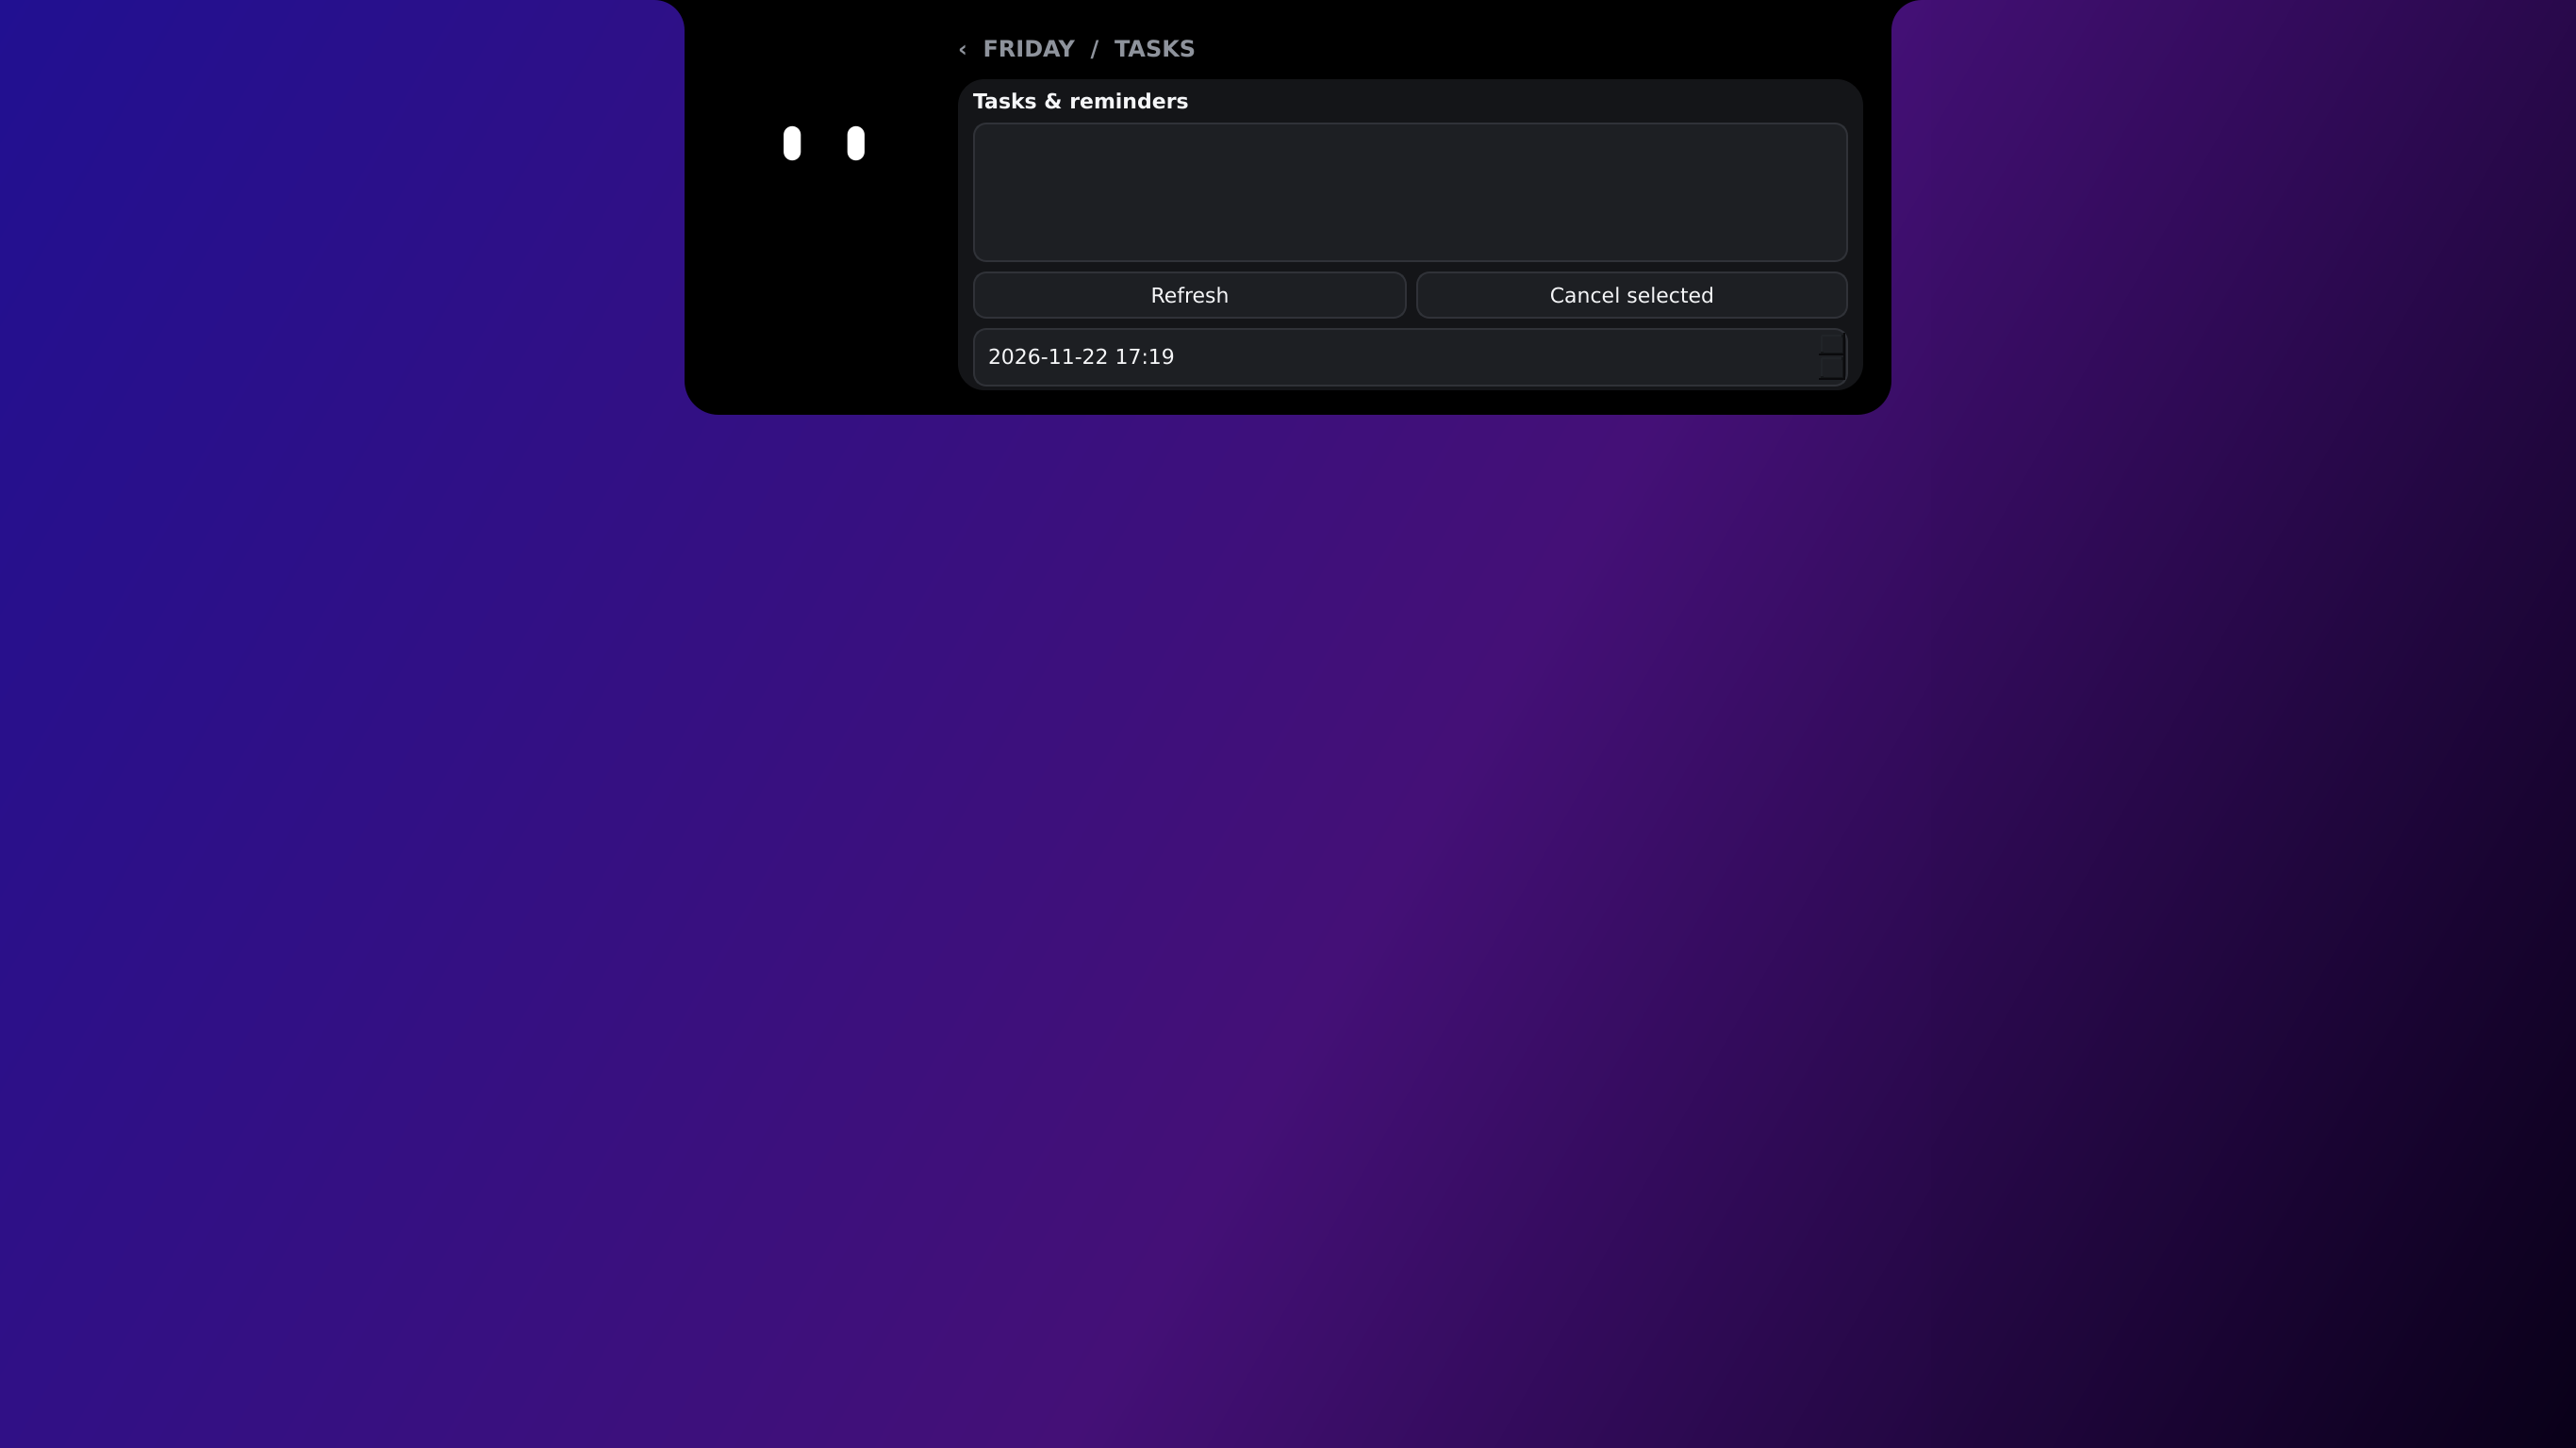 ‹ FRIDAY / TASKS
Tasks & reminders
Refresh
Cancel selected
2026-11-22 17:19